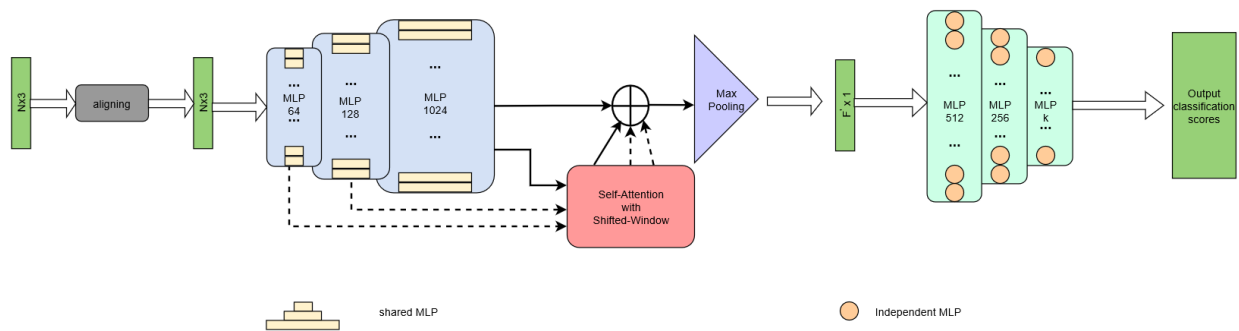 Nx3
aligning
Nx3
...
MLP
64
...
...
MLP
128
...
...
MLP
1024
...
Self-Attention
with
Shifted-Window
Max
Pooling
F' x 1
...
MLP
512
...
...
MLP
256
...
...
MLP
k
...
Output
classification
scores
shared MLP
Independent MLP